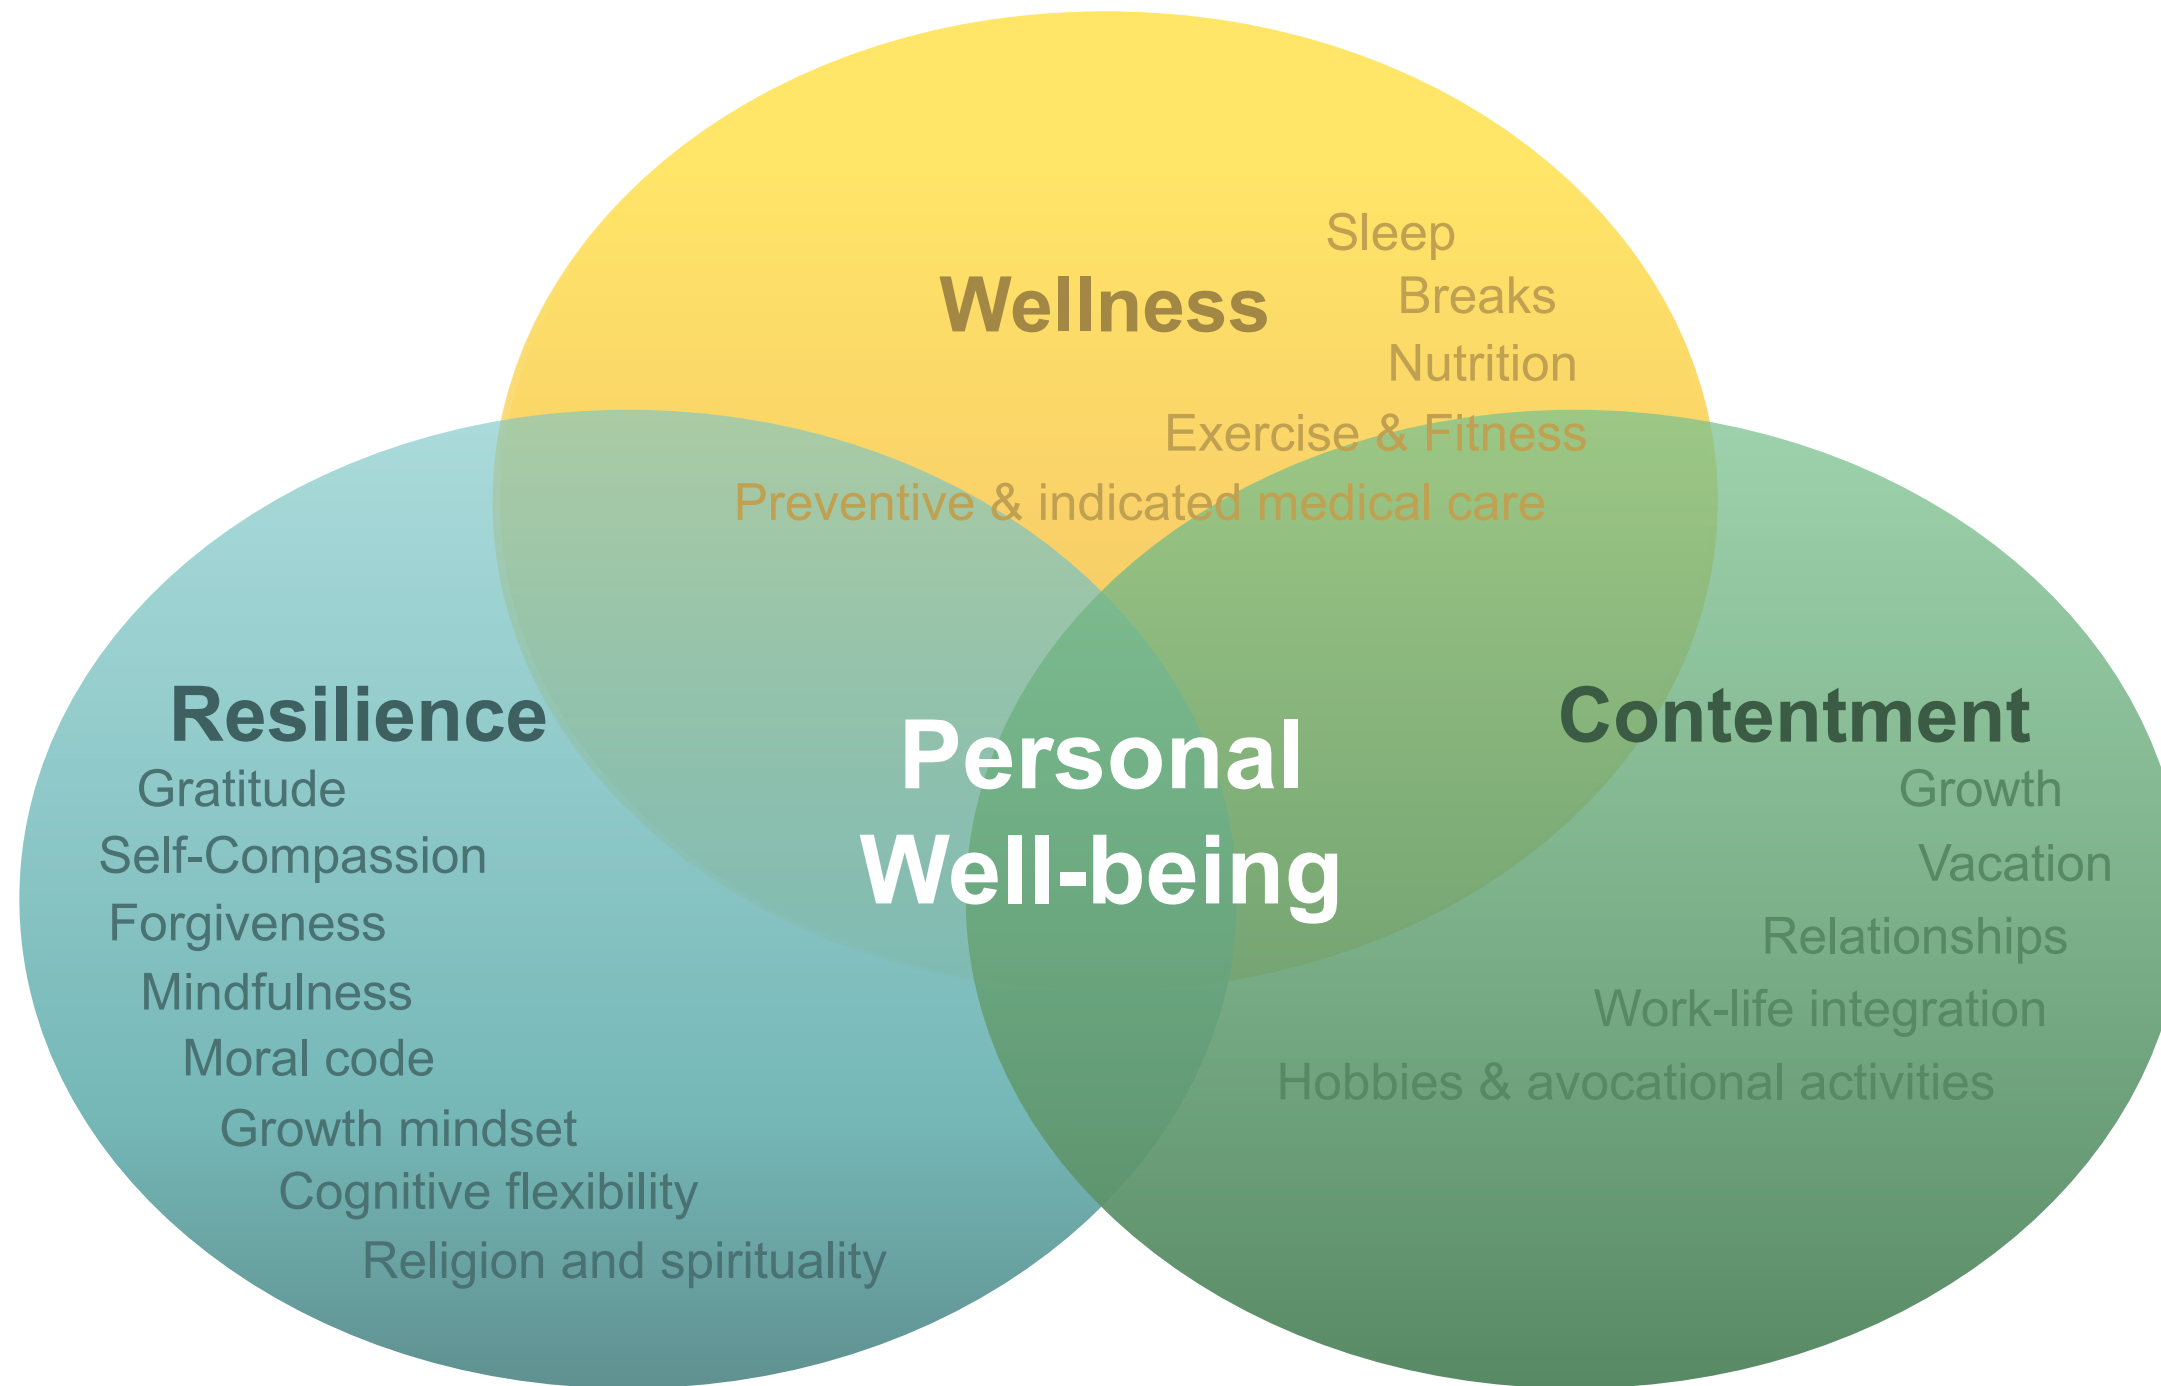 Wellness
Sleep
Breaks
Nutrition
Exercise & Fitness
Preventive & indicated medical care
Resilience
Gratitude
Self-Compassion
Forgiveness
Mindfulness
Moral code
Growth mindset
Cognitive flexibility
Religion and spirituality
Personal
Well-being
Contentment
Growth
Vacation
Relationships
Work-life integration
Hobbies & avocational activities